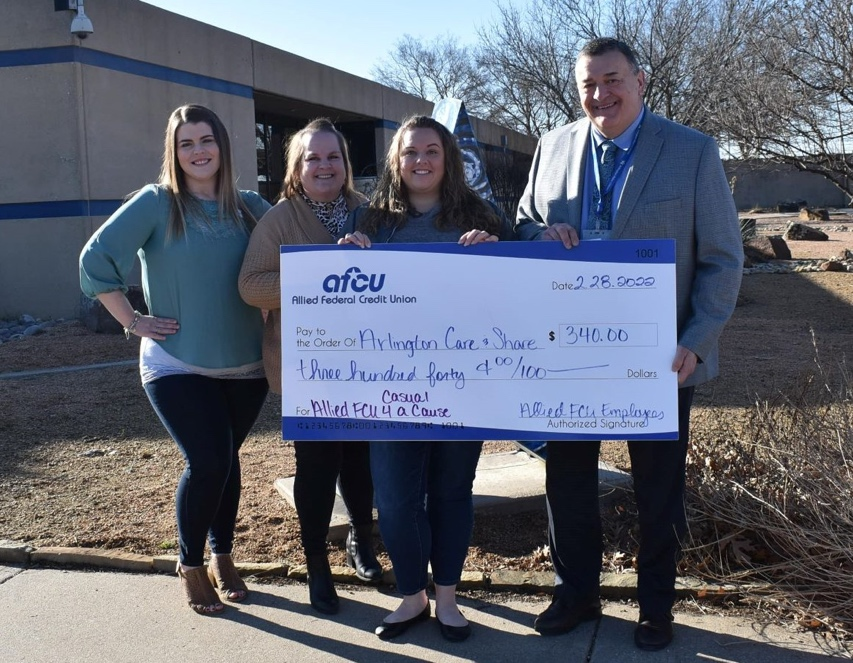 1001
afcu
Allied Federal Credit Union
Date 2.28.2022
Pay to
the Order Of Arlington Care & Share $ 340.00
three hundred forty & 00/100 Dollars
Casual
For Allied FCU 4 a Cause Allied FCU Employees
Authorized Signature
⑆12345678⑆00123456789⑆ 1001